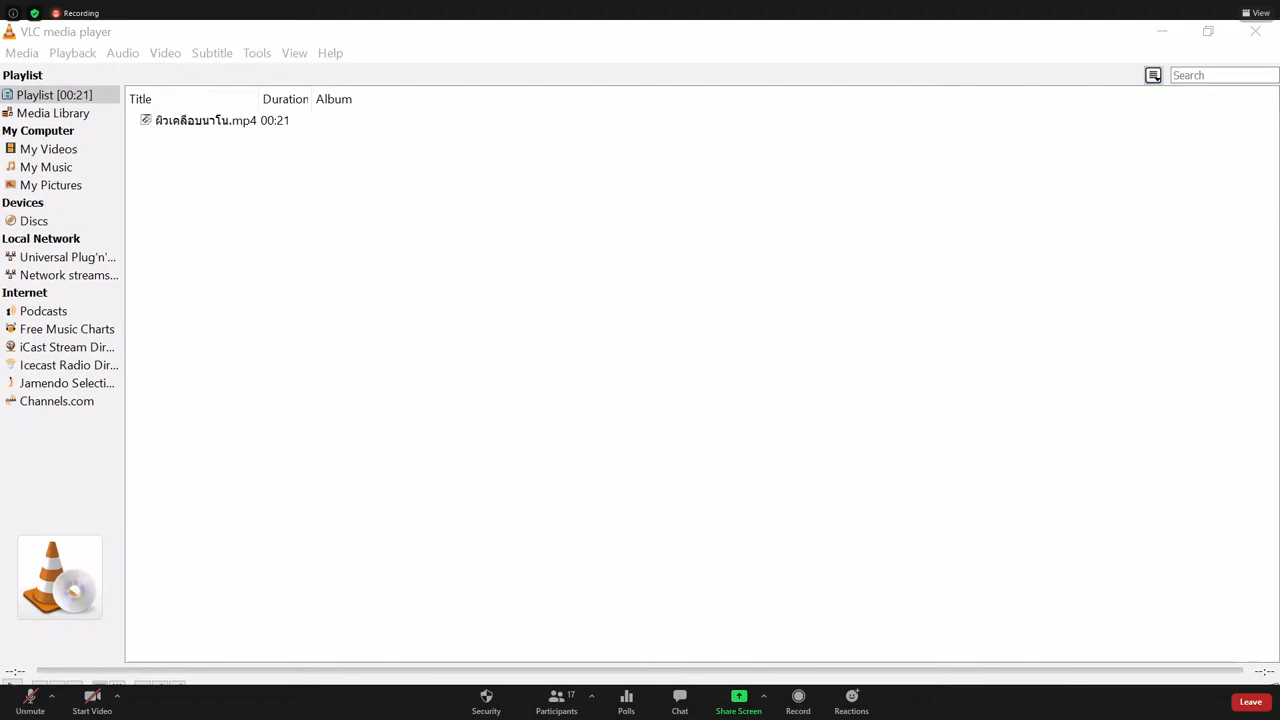 Recording
View
VLC media player
Media Playback Audio Video Subtitle Tools View Help
Playlist
Search
Playlist [00:21]
Title Duration Album
Media Library
ผิวเคลือบนาโน.mp4 00:21
My Computer
My Videos
My Music
My Pictures
Devices
Discs
Local Network
Universal Plug'n'...
Network streams...
Internet
Podcasts
Free Music Charts
iCast Stream Dir...
Icecast Radio Dir...
Jamendo Selecti...
Channels.com
--:-- --:--
17
Unmute Start Video Security Participants Polls Chat Share Screen Record Reactions Leave